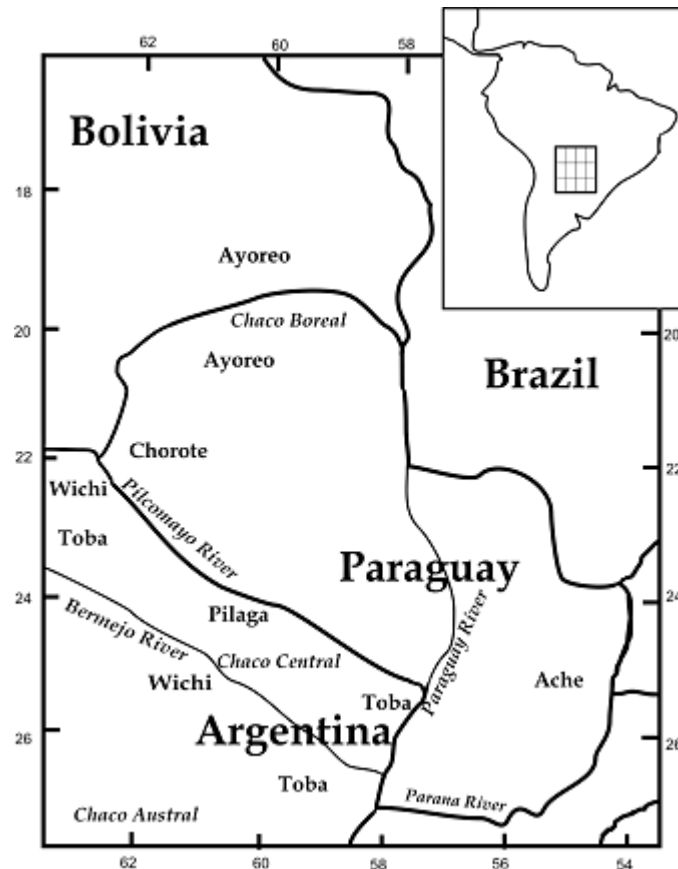 62
60
58
Bolivia
18
Ayoreo
Chaco Boreal
20
20
Ayoreo
Brazil
Chorote
22
22
Wichi
Pilcomayo River
Toba
Paraguay
24
24
Pilaga
Bermejo River
Paraguay River
Chaco Central
Wichi
Ache
Toba
Argentina
26
26
Toba
Parana River
Chaco Austral
62
60
58
56
54